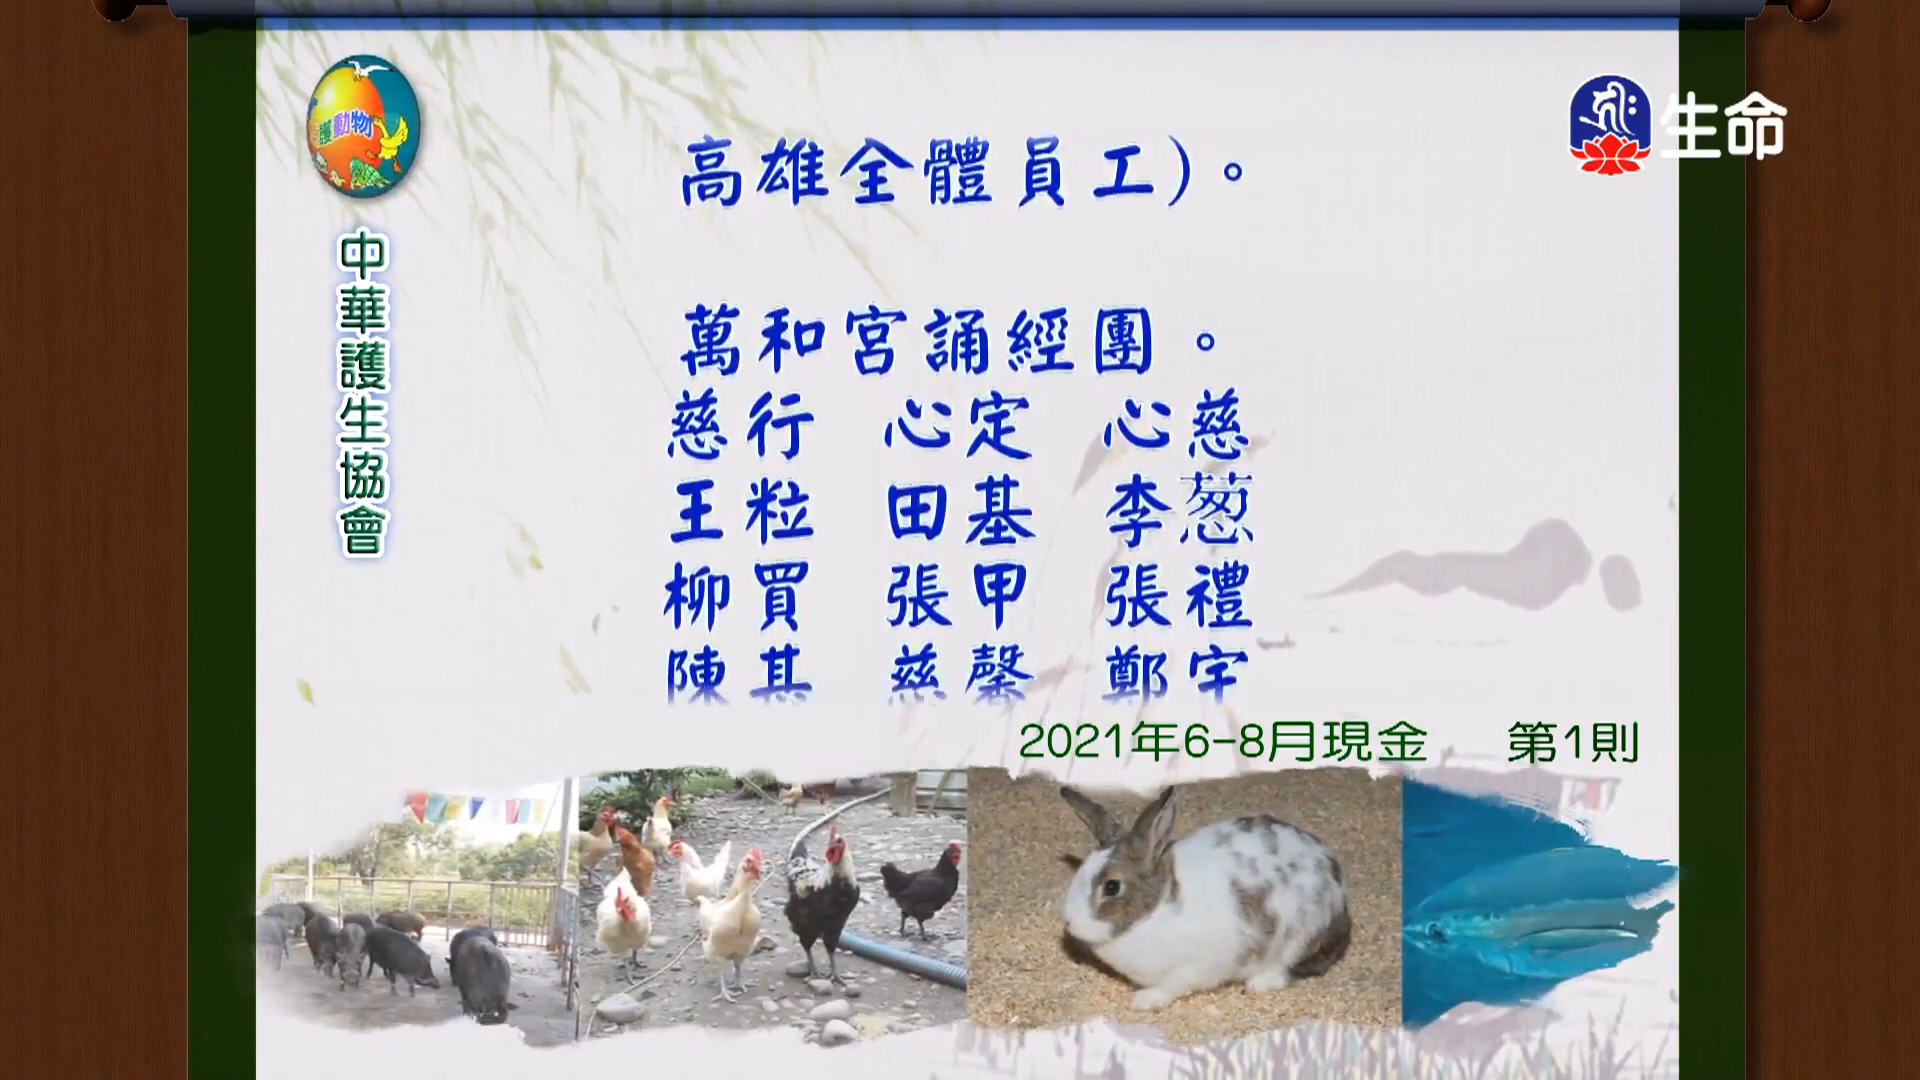 護動物
生命
中華護生協會
高雄全體員工)。
萬和宮誦經團。
慈行 心定 心慈
王粒 田基 李蔥
柳買 張甲 張禮
陳甚 慈馨 鄭宇
2021年6-8月現金 第1則